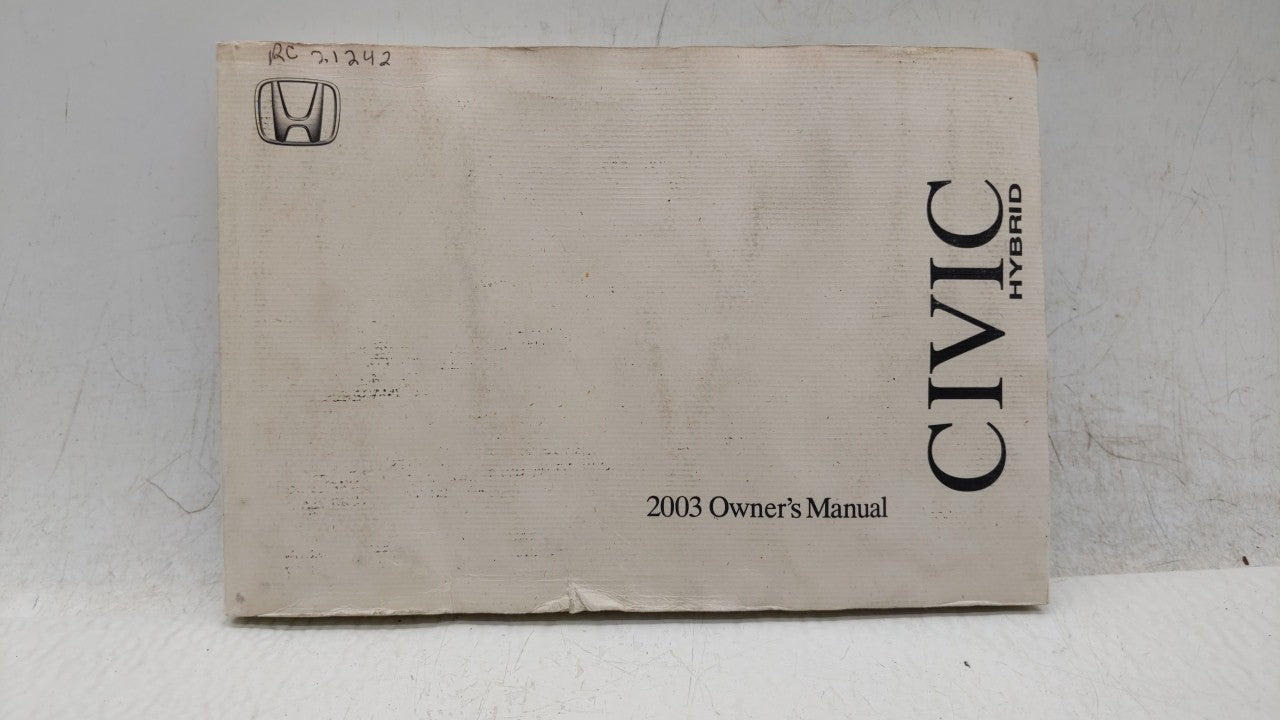 RC 21242
CIVIC
HYBRID
2003 Owner's Manual